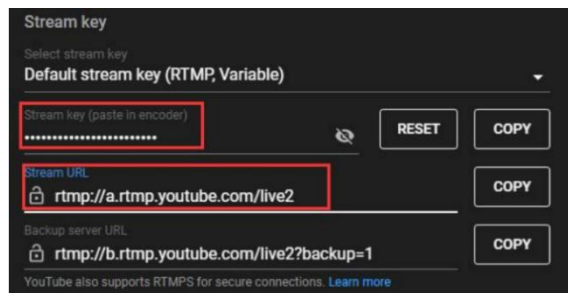 Stream key
Select stream key
Default stream key (RTMP, Variable)
Stream key (paste in encoder)
••••••••••••••••••••••••
RESET
COPY
Stream URL
rtmp://a.rtmp.youtube.com/live2
COPY
Backup server URL
rtmp://b.rtmp.youtube.com/live2?backup=1
COPY
YouTube also supports RTMPS for secure connections. Learn more